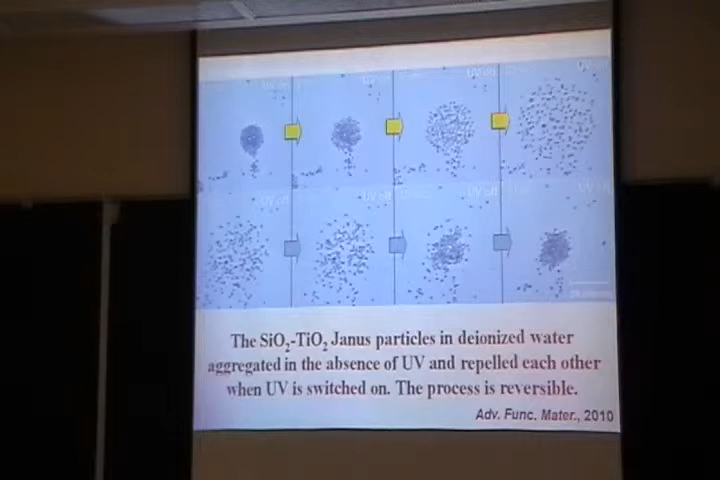 The SiO₂-TiO₂ Janus particles in deionized water
aggregated in the absence of UV and repelled each other
when UV is switched on. The process is reversible.
Adv. Func. Mater., 2010